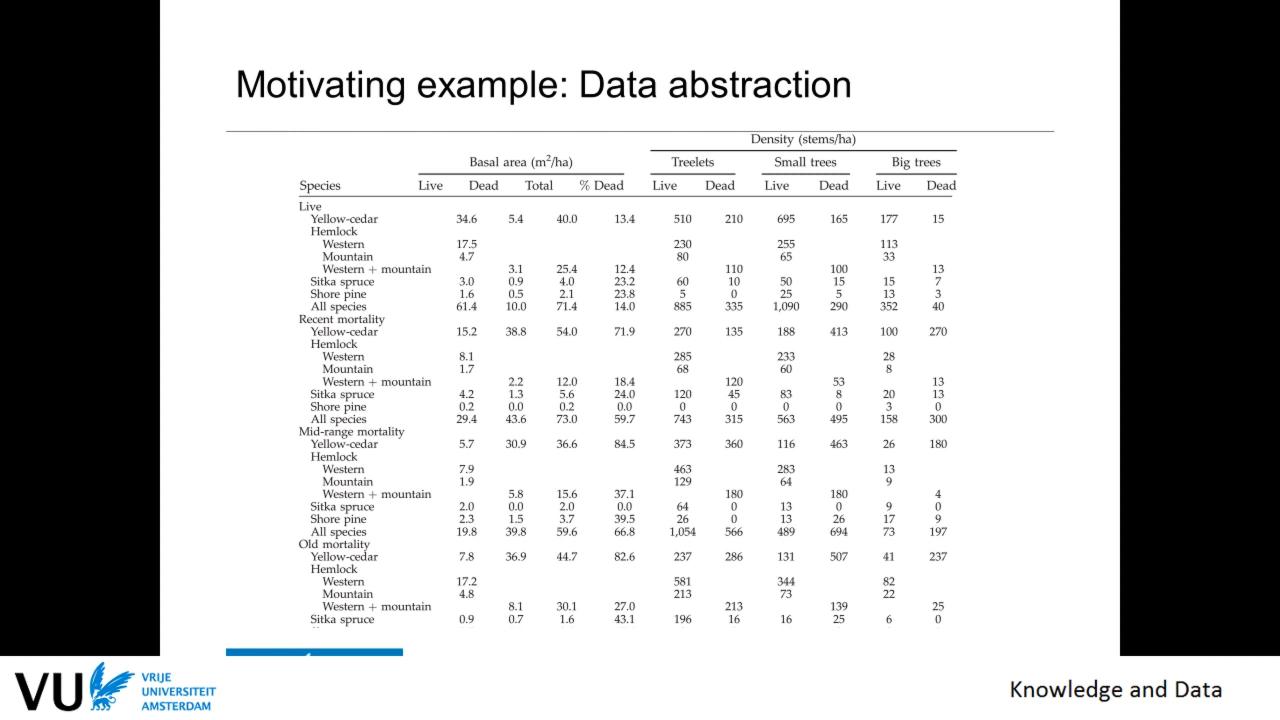 Motivating example: Data abstraction
Density (stems/ha)
Basal area (m²/ha) Treelets Small trees Big trees
Species Live Dead Total % Dead Live Dead Live Dead Live Dead
Live
Yellow-cedar 34.6 5.4 40.0 13.4 510 210 695 165 177 15
Hemlock
Western 17.5 230 255 113
Mountain 4.7 80 65 33
Western + mountain 3.1 25.4 12.4 110 100 13
Sitka spruce 3.0 0.9 4.0 23.2 60 10 50 15 15 7
Shore pine 1.6 0.5 2.1 23.8 5 0 25 5 13 3
All species 61.4 10.0 71.4 14.0 885 335 1,090 290 352 40
Recent mortality
Yellow-cedar 15.2 38.8 54.0 71.9 270 135 188 413 100 270
Hemlock
Western 8.1 285 233 28
Mountain 1.7 68 60 8
Western + mountain 2.2 12.0 18.4 120 53 13
Sitka spruce 4.2 1.3 5.6 24.0 120 45 83 8 20 13
Shore pine 0.2 0.0 0.2 0.0 0 0 0 0 3 0
All species 29.4 43.6 73.0 59.7 743 315 563 495 158 300
Mid-range mortality
Yellow-cedar 5.7 30.9 36.6 84.5 373 360 116 463 26 180
Hemlock
Western 7.9 463 283 13
Mountain 1.9 129 64 9
Western + mountain 5.8 15.6 37.1 180 180 4
Sitka spruce 2.0 0.0 2.0 0.0 64 0 13 0 9 0
Shore pine 2.3 1.5 3.7 39.5 26 0 13 26 17 9
All species 19.8 39.8 59.6 66.8 1,054 566 489 694 73 197
Old mortality
Yellow-cedar 7.8 36.9 44.7 82.6 237 286 131 507 41 237
Hemlock
Western 17.2 581 344 82
Mountain 4.8 213 73 22
Western + mountain 8.1 30.1 27.0 213 139 25
Sitka spruce 0.9 0.7 1.6 43.1 196 16 16 25 6 0
VU VRIJE
UNIVERSITEIT
AMSTERDAM
Knowledge and Data